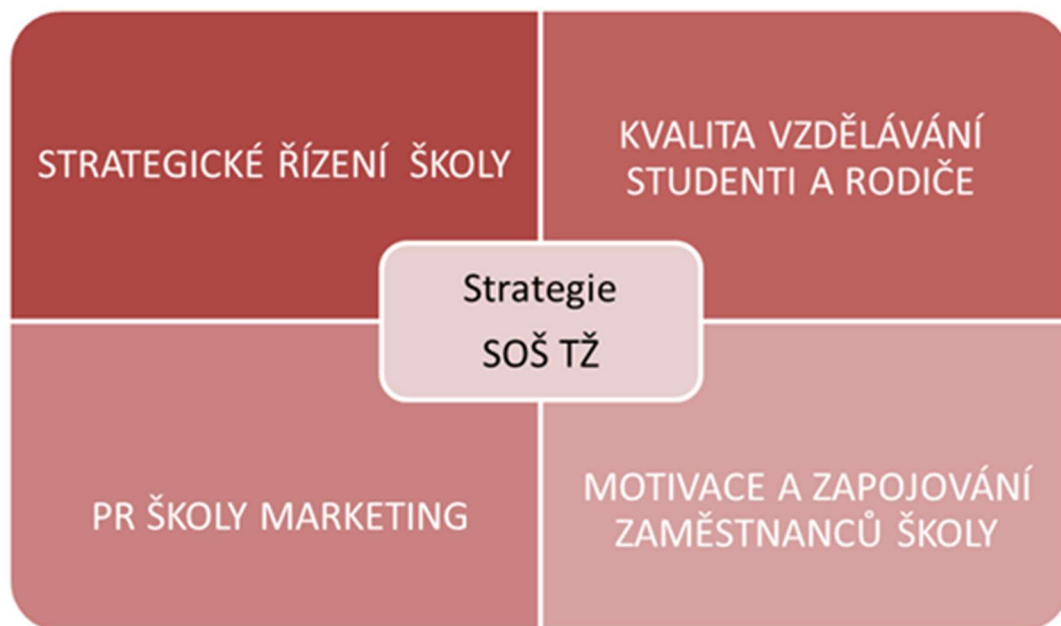 STRATEGICKÉ ŘÍZENÍ ŠKOLY
KVALITA VZDĚLÁVÁNÍ
STUDENTI A RODIČE
Strategie
SOŠ TŽ
PR ŠKOLY MARKETING
MOTIVACE A ZAPOJOVÁNÍ
ZAMĚSTNANCŮ ŠKOLY